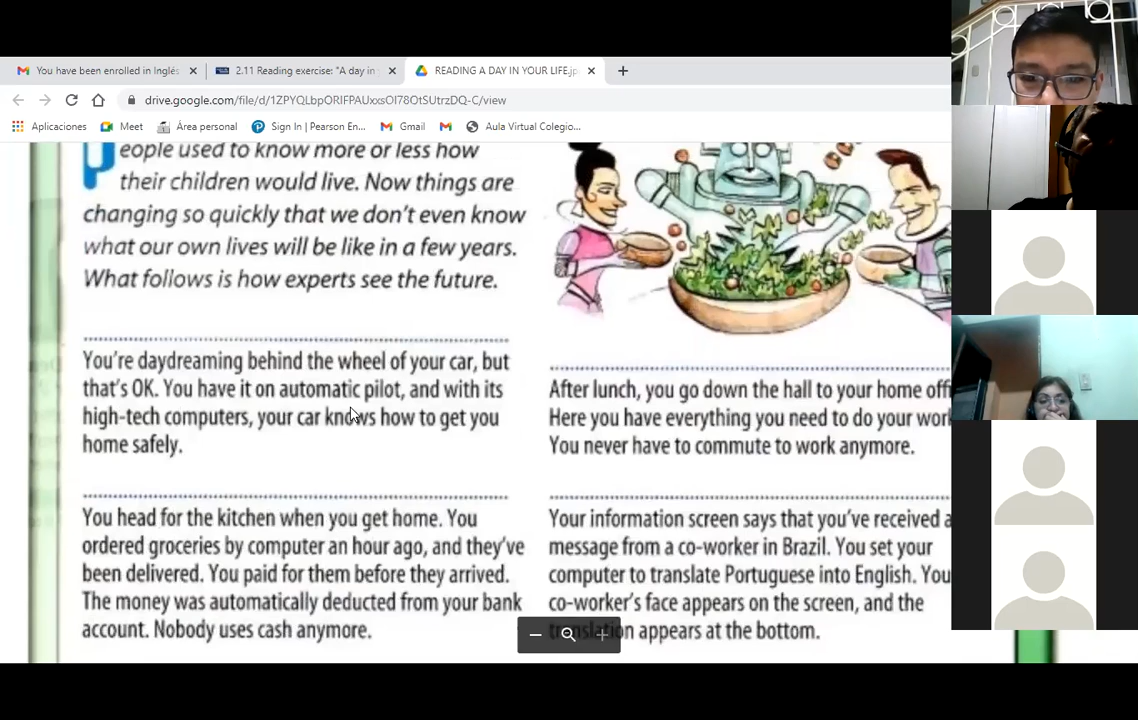 You have been enrolled in Inglés
2.11 Reading exercise: "A day in
READING A DAY IN YOUR LIFE.jp
drive.google.com/file/d/1ZPYQLbpORIFPAUxxsOI78OtSUtrzDQ-C/view
Aplicaciones
Meet
Área personal
Sign In | Pearson En...
Gmail
Aula Virtual Colegio...
People used to know more or less how
their children would live. Now things are
changing so quickly that we don't even know
what our own lives will be like in a few years.
What follows is how experts see the future.
You're daydreaming behind the wheel of your car, but
that's OK. You have it on automatic pilot, and with its
high-tech computers, your car knows how to get you
home safely.
You head for the kitchen when you get home. You
ordered groceries by computer an hour ago, and they've
been delivered. You paid for them before they arrived.
The money was automatically deducted from your bank
account. Nobody uses cash anymore.
After lunch, you go down the hall to your home off
Here you have everything you need to do your wor
You never have to commute to work anymore.
Your information screen says that you've received a
message from a co-worker in Brazil. You set your
computer to translate Portuguese into English. You
co-worker's face appears on the screen, and the
translation appears at the bottom.